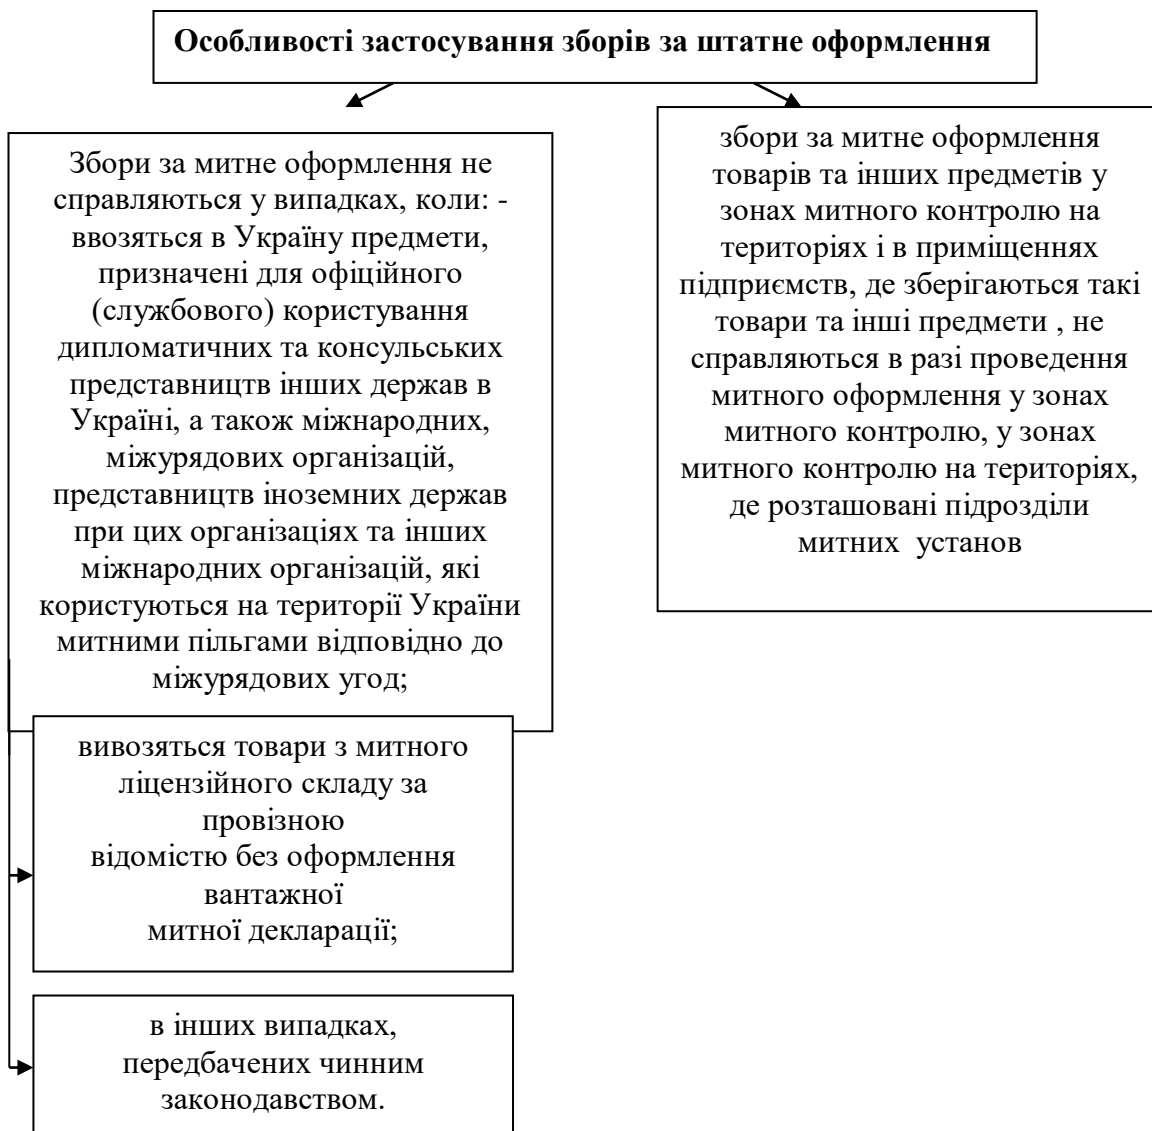 Особливості застосування зборів за штатне оформлення
Збори за митне оформлення не
справляються у випадках, коли: -
ввозяться в Україну предмети,
призначені для офіційного
(службового) користування
дипломатичних та консульських
представництв інших держав в
Україні, а також міжнародних,
міжурядових організацій,
представництв іноземних держав
при цих організаціях та інших
міжнародних організацій, які
користуються на території України
митними пільгами відповідно до
міжурядових угод;
вивозяться товари з митного
ліцензійного складу за
провізною
відомістю без оформлення
вантажної
митної декларації;
в інших випадках,
передбачених чинним
законодавством.
збори за митне оформлення
товарів та інших предметів у
зонах митного контролю на
територіях і в приміщеннях
підприємств, де зберігаються такі
товари та інші предмети , не
справляються в разі проведення
митного оформлення у зонах
митного контролю, у зонах
митного контролю на територіях,
де розташовані підрозділи
митних установ